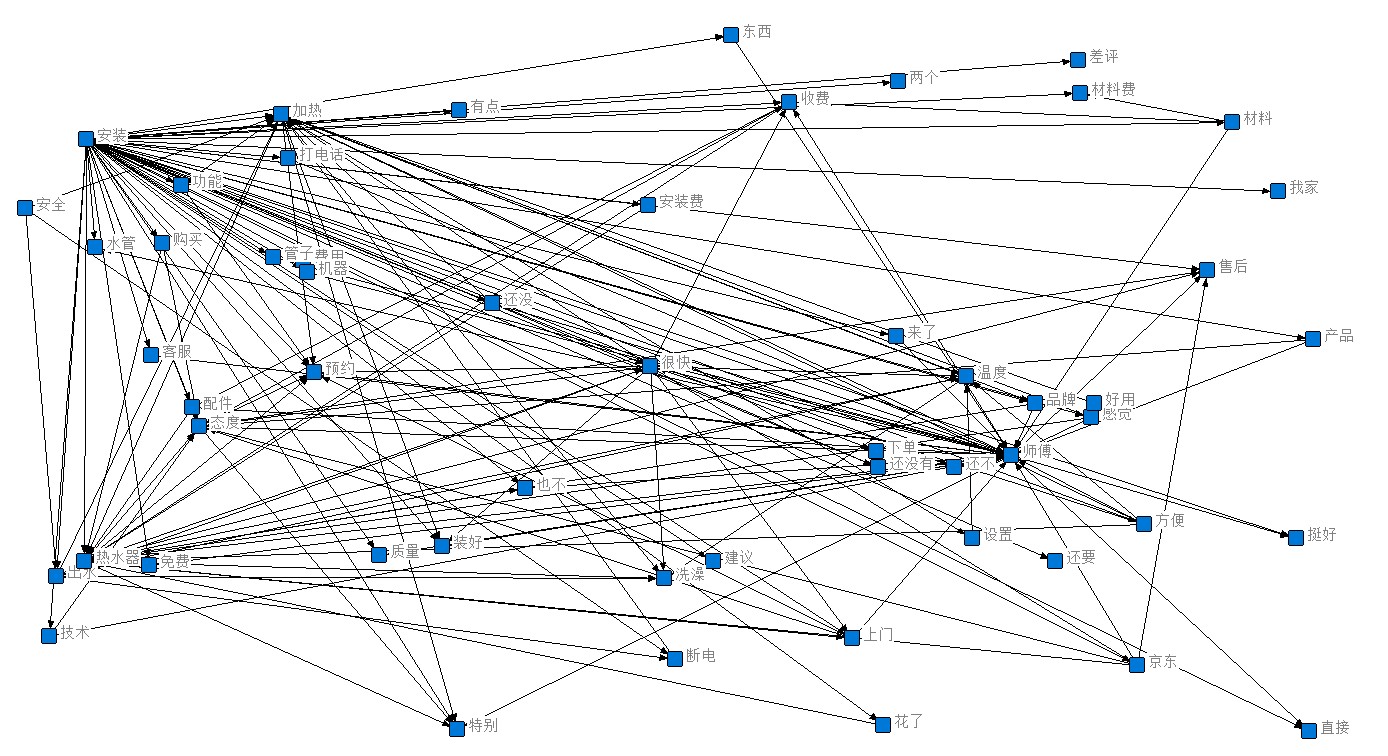 东西
差评
两个
材料费
收费
有点
加热
材料
安装
打电话
功能
我家
安装费
安全
购买
水管
管子
费用
售后
机器
还没
来了
产品
客服
很快
预约
温度
品牌
好用
配件
感觉
态度
下单
师傅
还没有
还不
也不
方便
设置
挺好
装好
质量
热水器
免费
建议
还要
出水
洗澡
技术
上门
断电
京东
特别
花了
直接